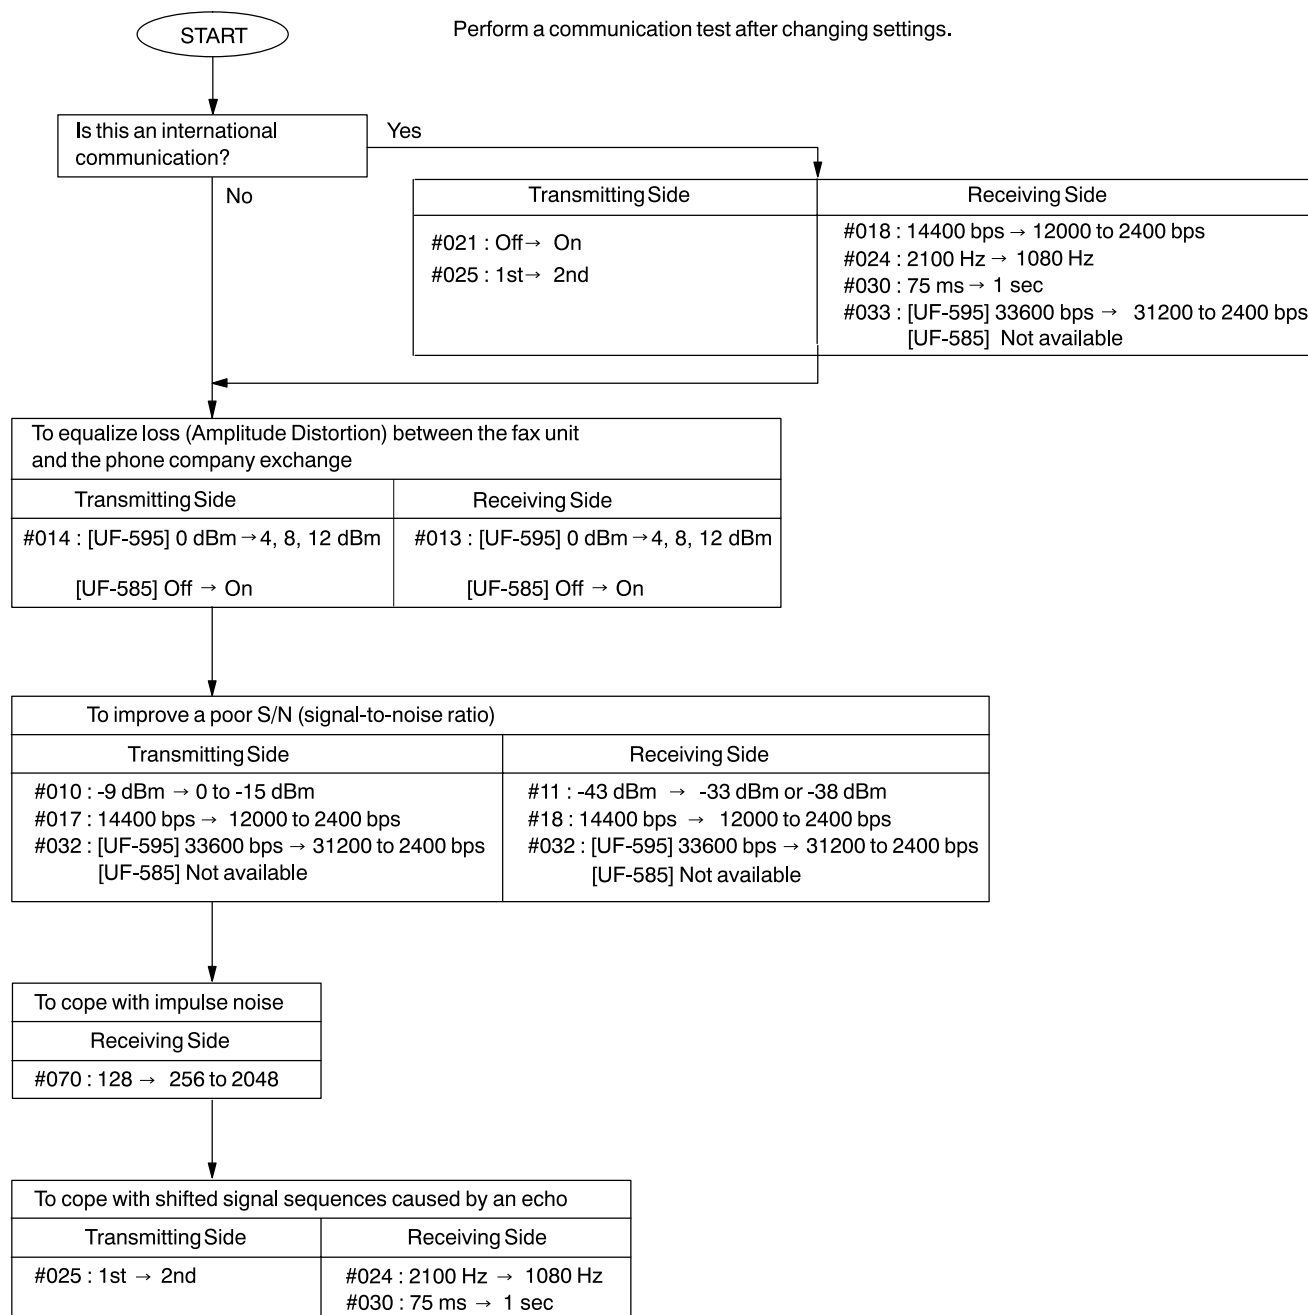 START
Perform a communication test after changing settings.
Is this an international
communication?
Yes
No
Transmitting Side
Receiving Side
#021 : Off → On
#025 : 1st → 2nd
#018 : 14400 bps → 12000 to 2400 bps
#024 : 2100 Hz → 1080 Hz
#030 : 75 ms → 1 sec
#033 : [UF-595] 33600 bps → 31200 to 2400 bps
[UF-585] Not available
To equalize loss (Amplitude Distortion) between the fax unit
and the phone company exchange
Transmitting Side
Receiving Side
#014 : [UF-595] 0 dBm → 4, 8, 12 dBm
[UF-585] Off → On
#013 : [UF-595] 0 dBm → 4, 8, 12 dBm
[UF-585] Off → On
To improve a poor S/N (signal-to-noise ratio)
Transmitting Side
Receiving Side
#010 : -9 dBm → 0 to -15 dBm
#017 : 14400 bps → 12000 to 2400 bps
#032 : [UF-595] 33600 bps → 31200 to 2400 bps
[UF-585] Not available
#11 : -43 dBm → -33 dBm or -38 dBm
#18 : 14400 bps → 12000 to 2400 bps
#032 : [UF-595] 33600 bps → 31200 to 2400 bps
[UF-585] Not available
To cope with impulse noise
Receiving Side
#070 : 128 → 256 to 2048
To cope with shifted signal sequences caused by an echo
Transmitting Side
Receiving Side
#025 : 1st → 2nd
#024 : 2100 Hz → 1080 Hz
#030 : 75 ms → 1 sec